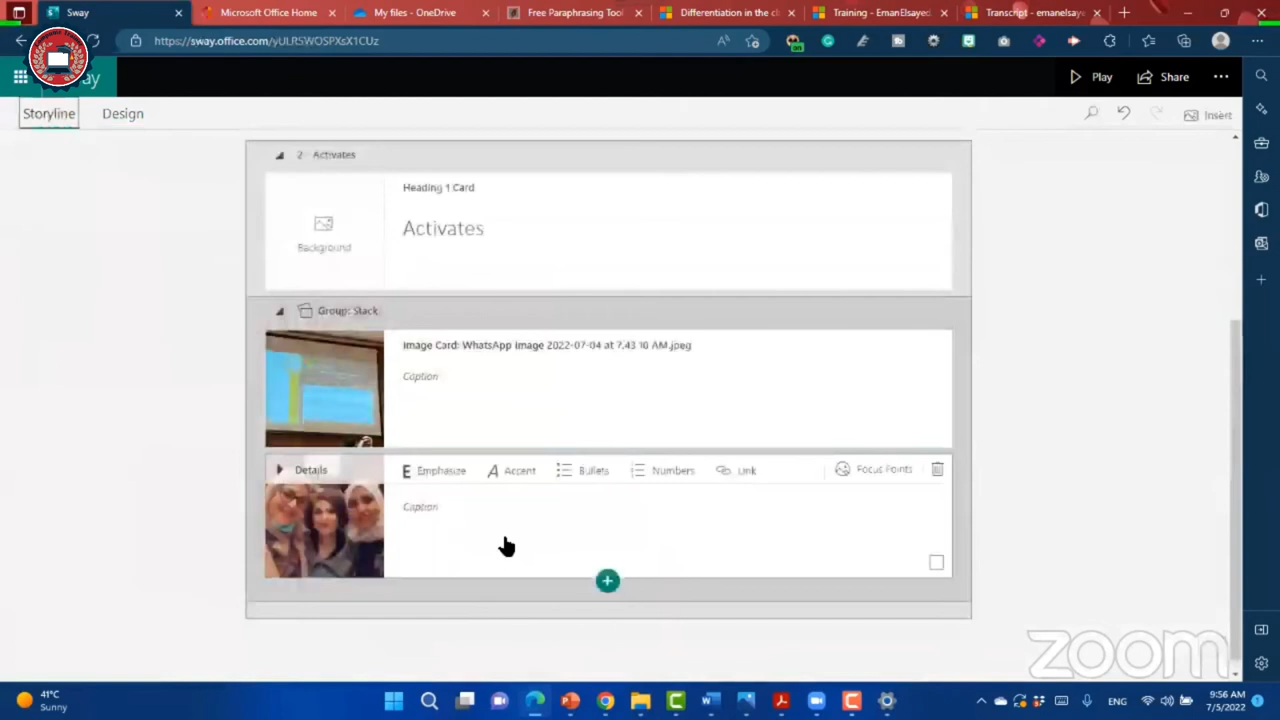 Sway
Microsoft Office Home
My files - OneDrive
Free Paraphrasing Tool
Differentiation in the cl
Training - EmanElsayed
Transcript - emanelsaye
https://sway.office.com/yULRSWOSPXsX1CUz
ay
Play
Share
Storyline
Design
Insert
2 Activates
Heading 1 Card
Background
Activates
Group: Stack
Image Card: WhatsApp Image 2022-07-04 at 7.43.10 AM.jpeg
Caption
Details
Emphasize
Accent
Bullets
Numbers
Link
Focus Points
Caption
zoom
41°C
Sunny
ENG
9:56 AM
7/5/2022